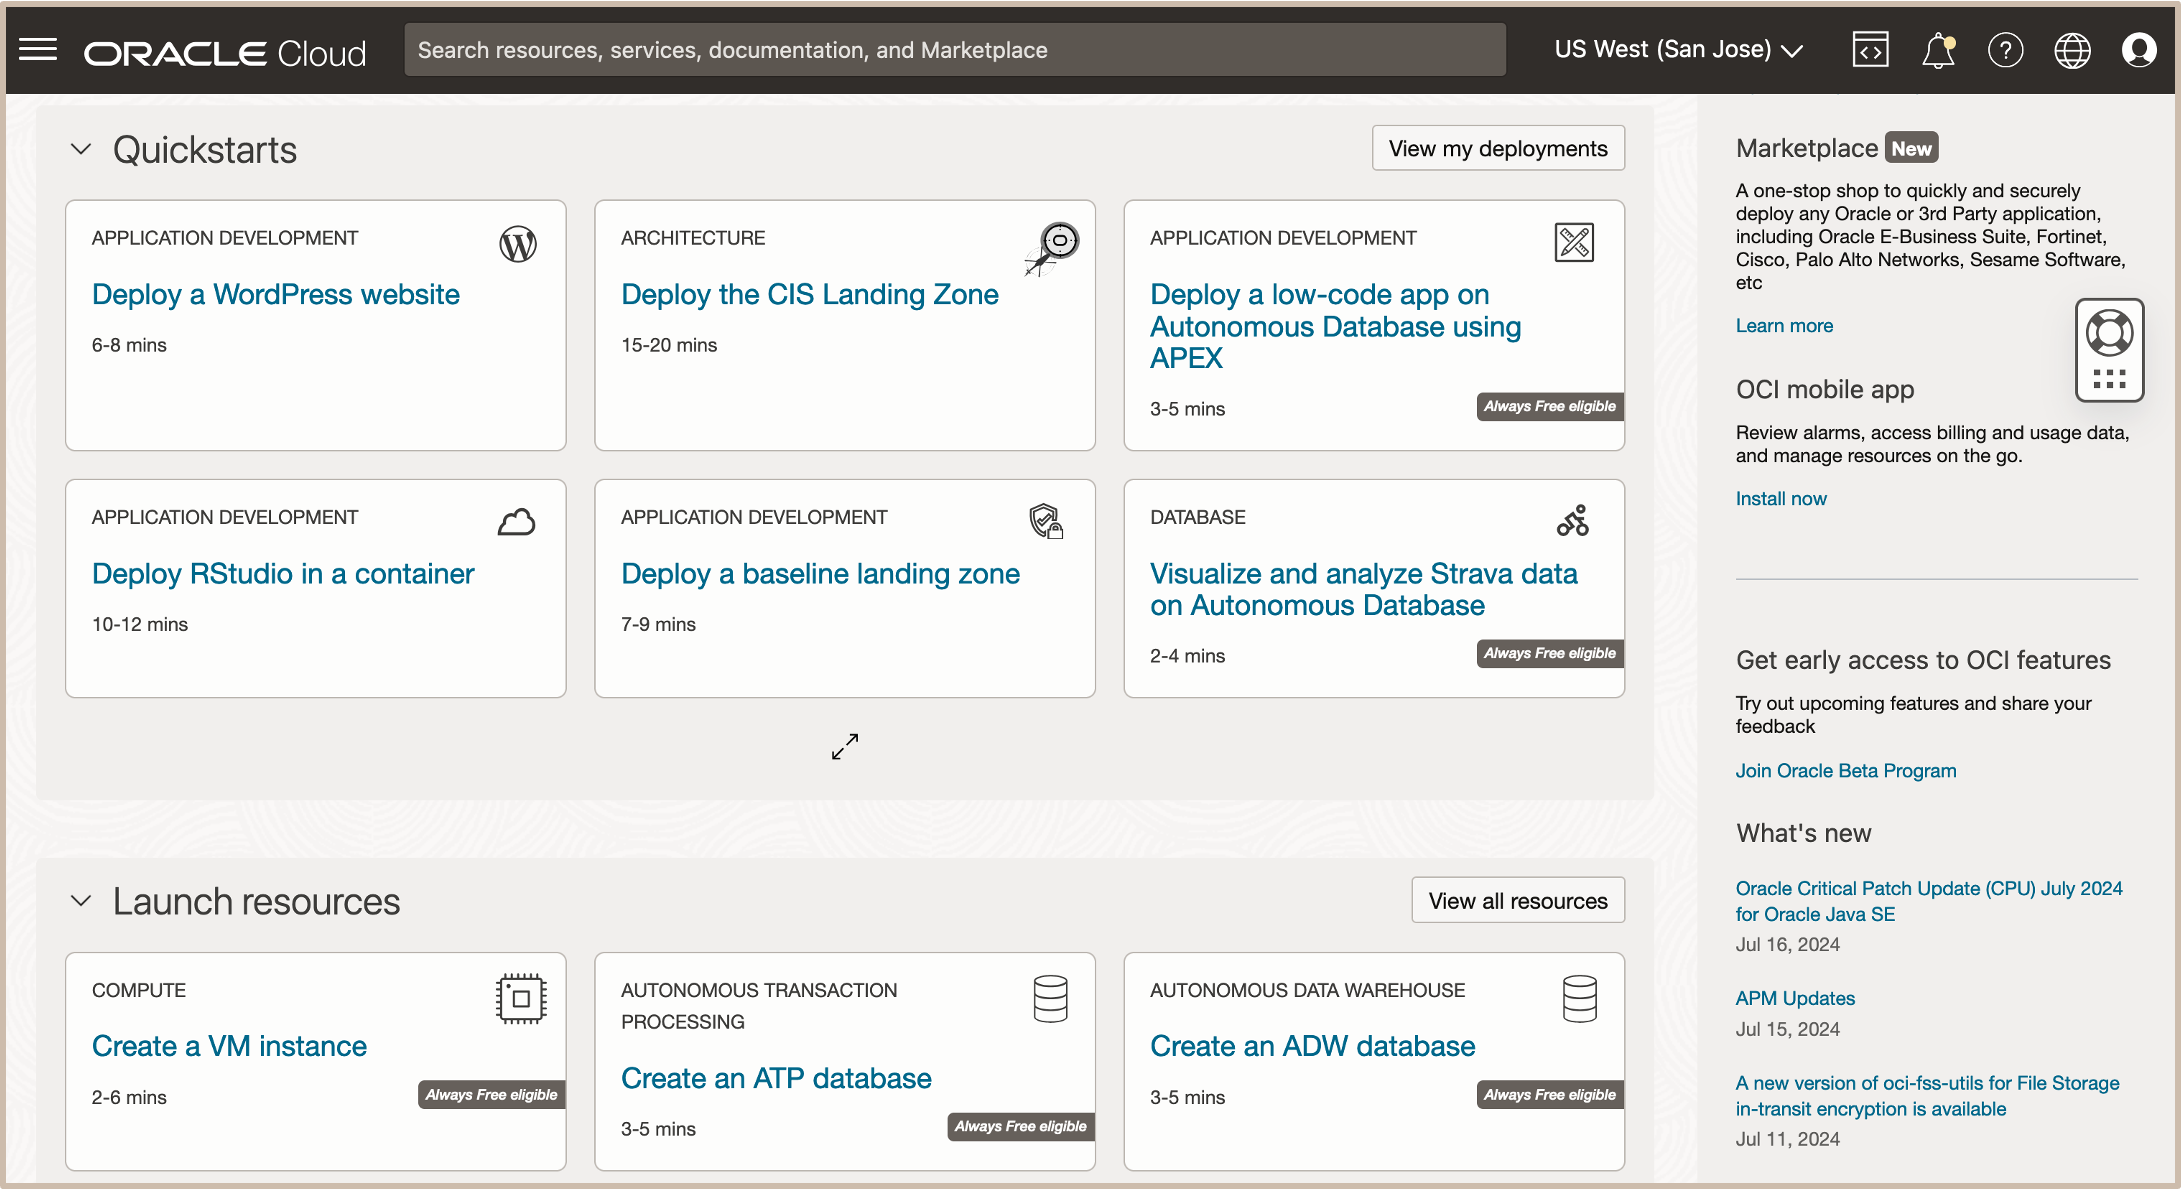 ORACLE Cloud
Search resources, services, documentation, and Marketplace
US West (San Jose)
Quickstarts
View my deployments
APPLICATION DEVELOPMENT
Deploy a WordPress website
6-8 mins
ARCHITECTURE
Deploy the CIS Landing Zone
15-20 mins
APPLICATION DEVELOPMENT
Deploy a low-code app on
Autonomous Database using
APEX
3-5 mins
Always Free eligible
APPLICATION DEVELOPMENT
Deploy RStudio in a container
10-12 mins
APPLICATION DEVELOPMENT
Deploy a baseline landing zone
7-9 mins
DATABASE
Visualize and analyze Strava data
on Autonomous Database
2-4 mins
Always Free eligible
Launch resources
View all resources
COMPUTE
Create a VM instance
2-6 mins
Always Free eligible
AUTONOMOUS TRANSACTION
PROCESSING
Create an ATP database
3-5 mins
Always Free eligible
AUTONOMOUS DATA WAREHOUSE
Create an ADW database
3-5 mins
Always Free eligible
Marketplace New
A one-stop shop to quickly and securely
deploy any Oracle or 3rd Party application,
including Oracle E-Business Suite, Fortinet,
Cisco, Palo Alto Networks, Sesame Software,
etc
Learn more
OCI mobile app
Review alarms, access billing and usage data,
and manage resources on the go.
Install now
Get early access to OCI features
Try out upcoming features and share your
feedback
Join Oracle Beta Program
What's new
Oracle Critical Patch Update (CPU) July 2024
for Oracle Java SE
Jul 16, 2024
APM Updates
Jul 15, 2024
A new version of oci-fss-utils for File Storage
in-transit encryption is available
Jul 11, 2024